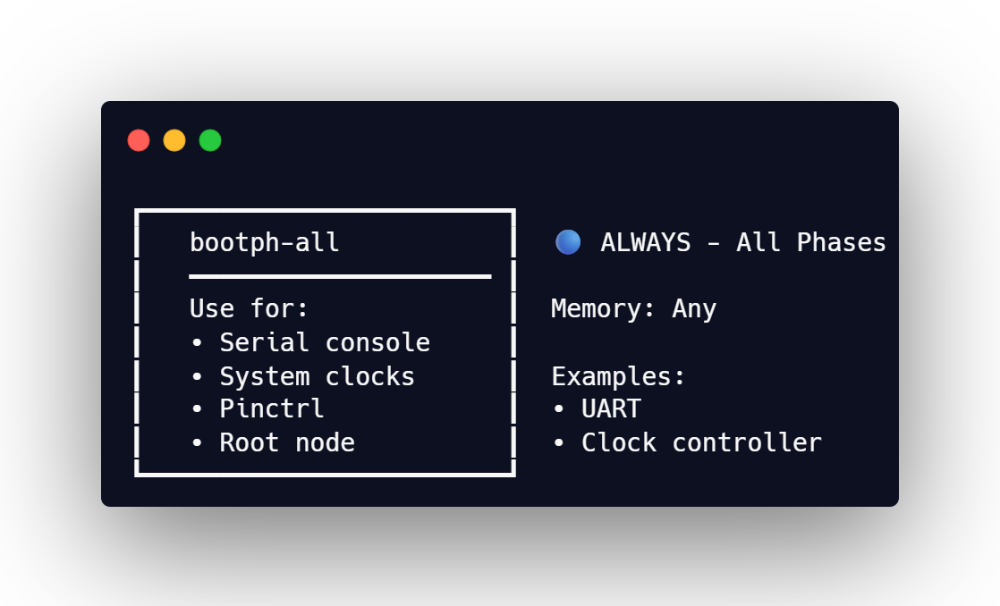 bootph-all
Use for:
• Serial console
• System clocks
• Pinctrl
• Root node
🔵 ALWAYS - All Phases
Memory: Any
Examples:
• UART
• Clock controller